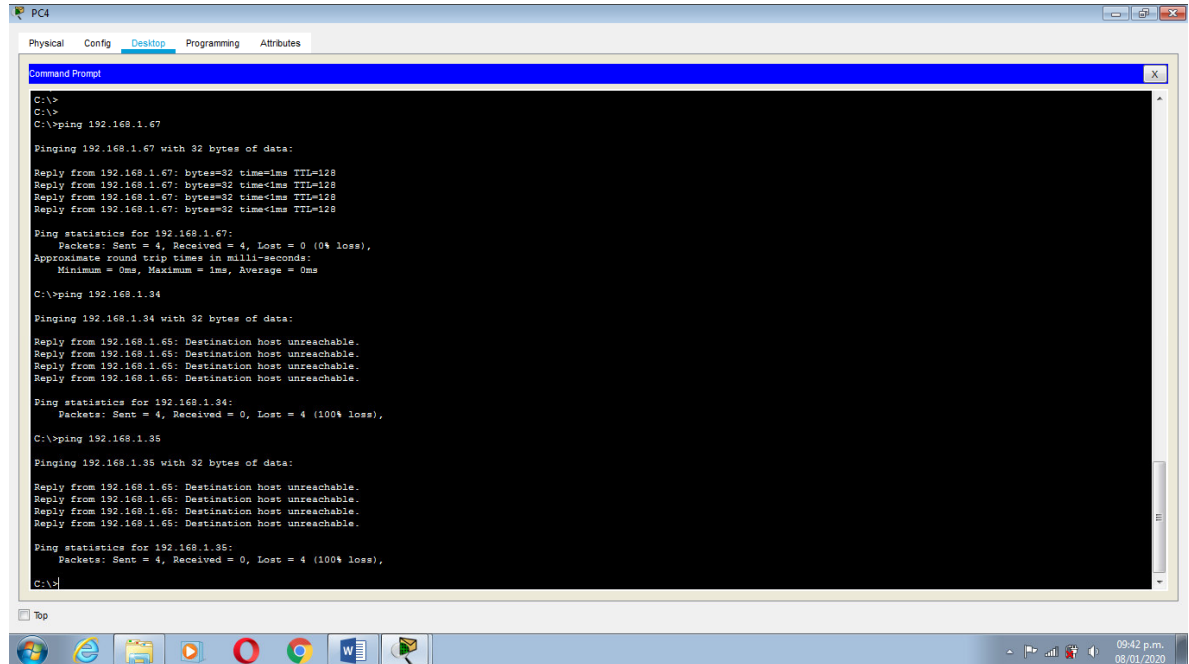 PC4
Physical Config Desktop Programming Attributes
Command Prompt
X
C:\>
C:\>
C:\>ping 192.168.1.67
Pinging 192.168.1.67 with 32 bytes of data:
Reply from 192.168.1.67: bytes=32 time=1ms TTL=128
Reply from 192.168.1.67: bytes=32 time<1ms TTL=128
Reply from 192.168.1.67: bytes=32 time<1ms TTL=128
Reply from 192.168.1.67: bytes=32 time<1ms TTL=128
Ping statistics for 192.168.1.67:
Packets: Sent = 4, Received = 4, Lost = 0 (0% loss),
Approximate round trip times in milli-seconds:
Minimum = 0ms, Maximum = 1ms, Average = 0ms
C:\>ping 192.168.1.34
Pinging 192.168.1.34 with 32 bytes of data:
Reply from 192.168.1.65: Destination host unreachable.
Reply from 192.168.1.65: Destination host unreachable.
Reply from 192.168.1.65: Destination host unreachable.
Reply from 192.168.1.65: Destination host unreachable.
Ping statistics for 192.168.1.34:
Packets: Sent = 4, Received = 0, Lost = 4 (100% loss),
C:\>ping 192.168.1.35
Pinging 192.168.1.35 with 32 bytes of data:
Reply from 192.168.1.65: Destination host unreachable.
Reply from 192.168.1.65: Destination host unreachable.
Reply from 192.168.1.65: Destination host unreachable.
Reply from 192.168.1.65: Destination host unreachable.
Ping statistics for 192.168.1.35:
Packets: Sent = 4, Received = 0, Lost = 4 (100% loss),
C:\>
Top
09:42 p.m.
08/01/2020